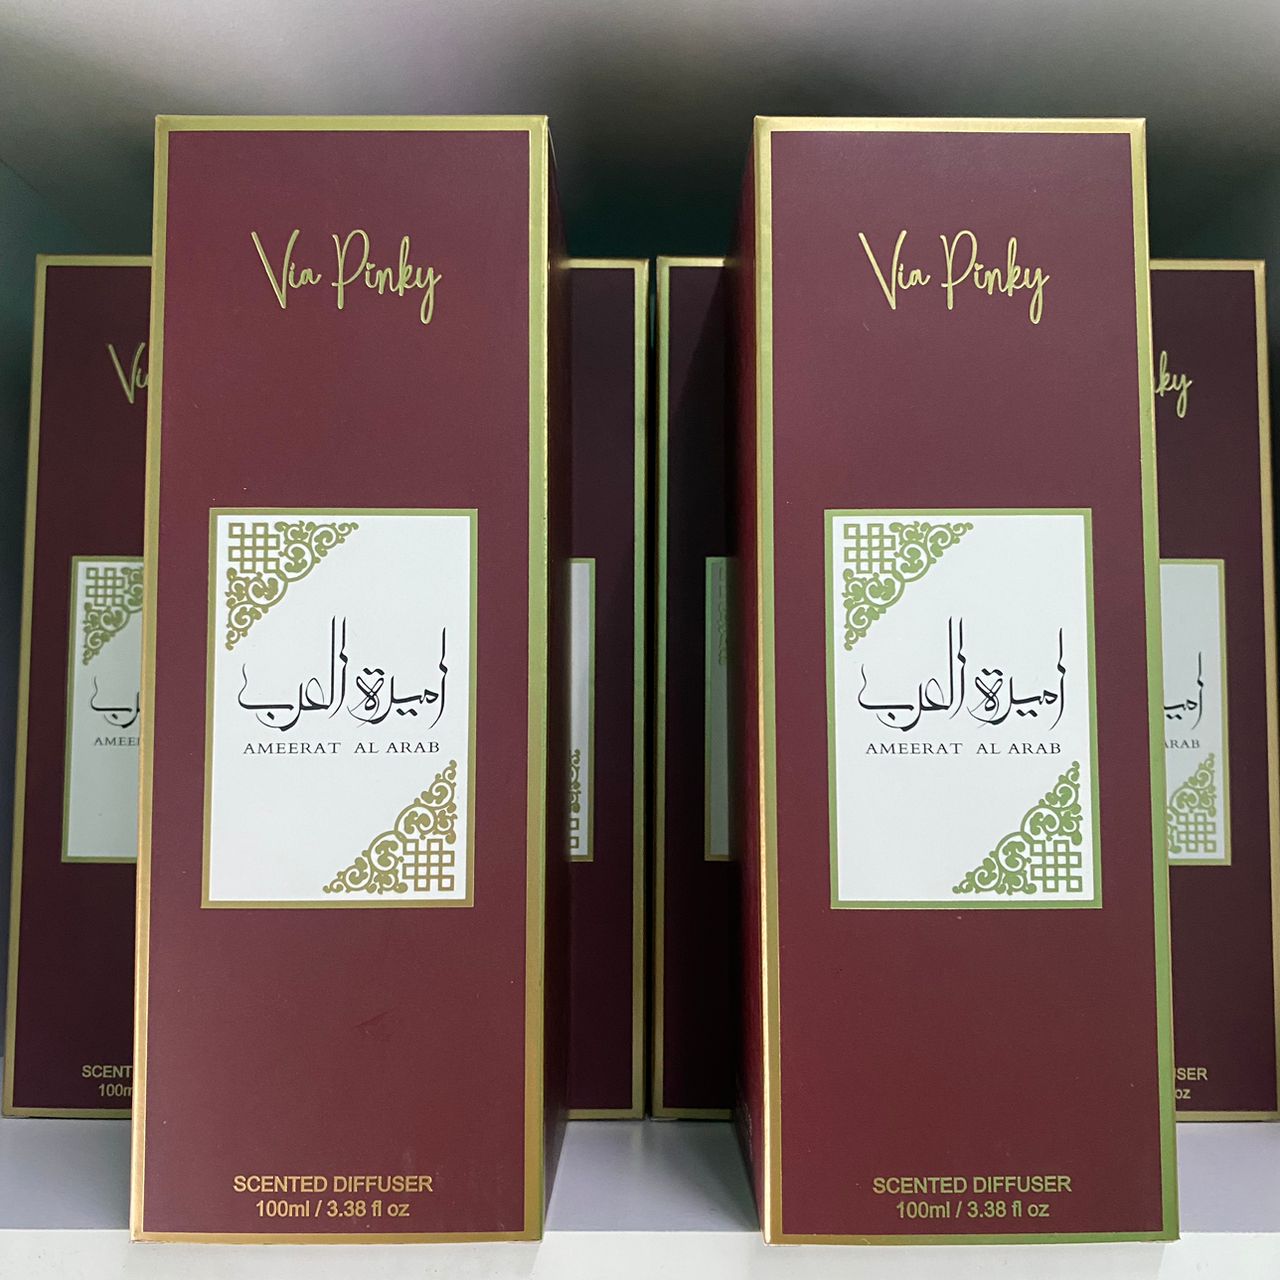 Via Pinky
أميرة العرب
AMEERAT AL ARAB
SCENTED DIFFUSER
100ml / 3.38 fl oz
Via Pinky
أميرة العرب
AMEERAT AL ARAB
SCENTED DIFFUSER
100ml / 3.38 fl oz